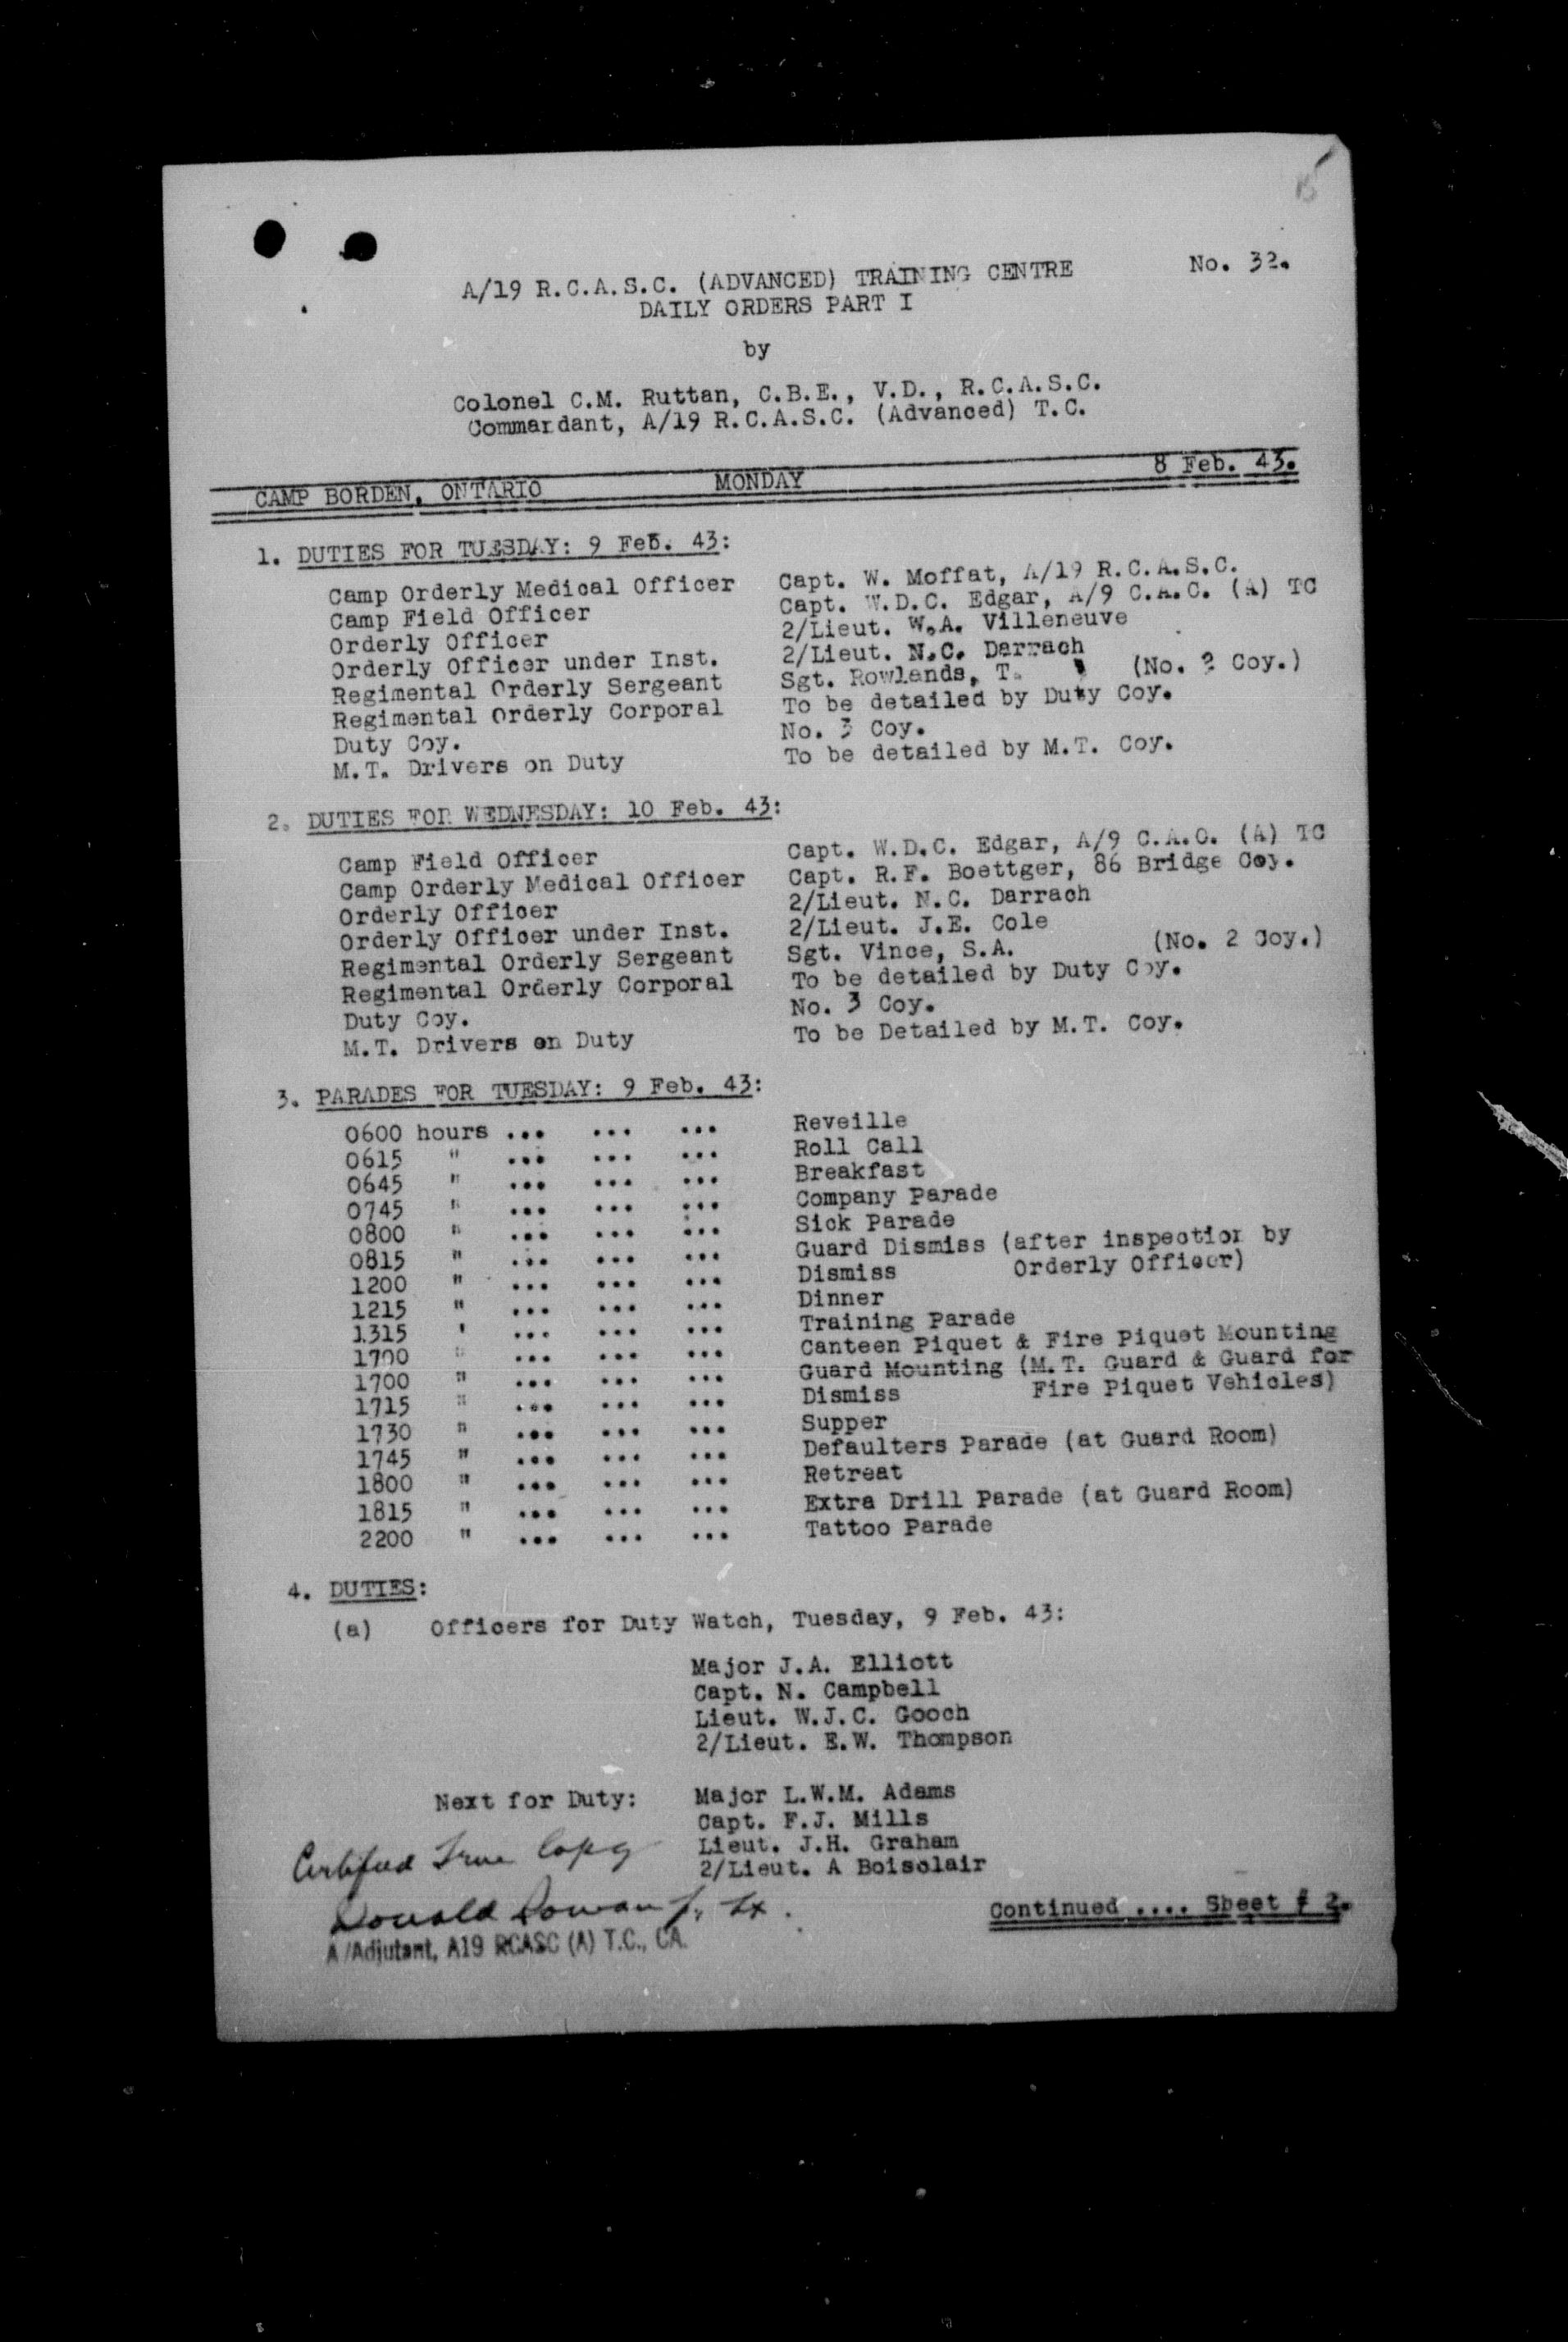 No. 32.
A/19 R.C.A.S.C. (ADVANCED) TRAINING CENTRE
DAILY ORDERS PART I
by
Colonel C.M. Ruttan, C.B.E., V.D., R.C.A.S.C.
Commandant, A/19 R.C.A.S.C. (Advanced) T.C.
CAMP BORDEN, ONTARIO MONDAY 8 Feb. 43.
1. DUTIES FOR TUESDAY: 9 Feb. 43:
Camp Orderly Medical Officer Capt. W. Moffat, A/19 R.C.A.S.C.
Camp Field Officer Capt. W.D.C. Edgar, A/9 C.A.C. (A) TC
Orderly Officer 2/Lieut. W.A. Villeneuve
Orderly Officer under Inst. 2/Lieut. N.C. Darrach
Regimental Orderly Sergeant Sgt. Rowlands, T. (No. Coy.)
Regimental Orderly Corporal To be detailed by Duty Coy.
Duty Coy. No. 3 Coy.
M.T. Drivers on Duty To be detailed by M.T. Coy.
2. DUTIES FOR WEDNESDAY: 10 Feb. 43:
Camp Field Officer Capt. W.D.C. Edgar, A/9 C.A.C. (A) TC
Camp Orderly Medical Officer Capt. R.F. Boettger, 86 Bridge Coy.
Orderly Officer 2/Lieut. N.C. Darrach
Orderly Officer under Inst. 2/Lieut. J.E. Cole
Regimental Orderly Sergeant Sgt. Vince, S.A. (No. 2 Coy.)
Regimental Orderly Corporal To be detailed by Duty Coy.
Duty Coy. No. 3 Coy.
M.T. Drivers on Duty To be Detailed by M.T. Coy.
3. PARADES FOR TUESDAY: 9 Feb. 43:
0600 hours ... ... ... Reveille
0615 " ... ... ... Roll Call
0645 " ... ... ... Breakfast
0745 " ... ... ... Company Parade
0800 " ... ... ... Sick Parade
0815 " ... ... ... Guard Dismiss (after inspection by
1200 " ... ... ... Dismiss Orderly Officer)
1215 " ... ... ... Dinner
1315 ' ... ... ... Training Parade
1700 " ... ... ... Canteen Piquet & Fire Piquet Mounting
1700 " ... ... ... Guard Mounting (M.T. Guard & Guard for
1715 " ... ... ... Dismiss Fire Piquet Vehicles)
1730 " ... ... ... Supper
1745 " ... ... ... Defaulters Parade (at Guard Room)
1800 " ... ... ... Retreat
1815 " ... ... ... Extra Drill Parade (at Guard Room)
2200 " ... ... ... Tattoo Parade
4. DUTIES:
(a) Officers for Duty Watch, Tuesday, 9 Feb. 43:
Major J.A. Elliott
Capt. N. Campbell
Lieut. W.J.C. Gooch
2/Lieut. E.W. Thompson
Next for Duty: Major L.W.M. Adams
Capt. F.J. Mills
Lieut. J.H. Graham
2/Lieut. A Boisclair
Certified True Copy
Donald Rowan
Continued .... Sheet # 2.
A/Adjutant, A19 RCASC (A) T.C., CA.